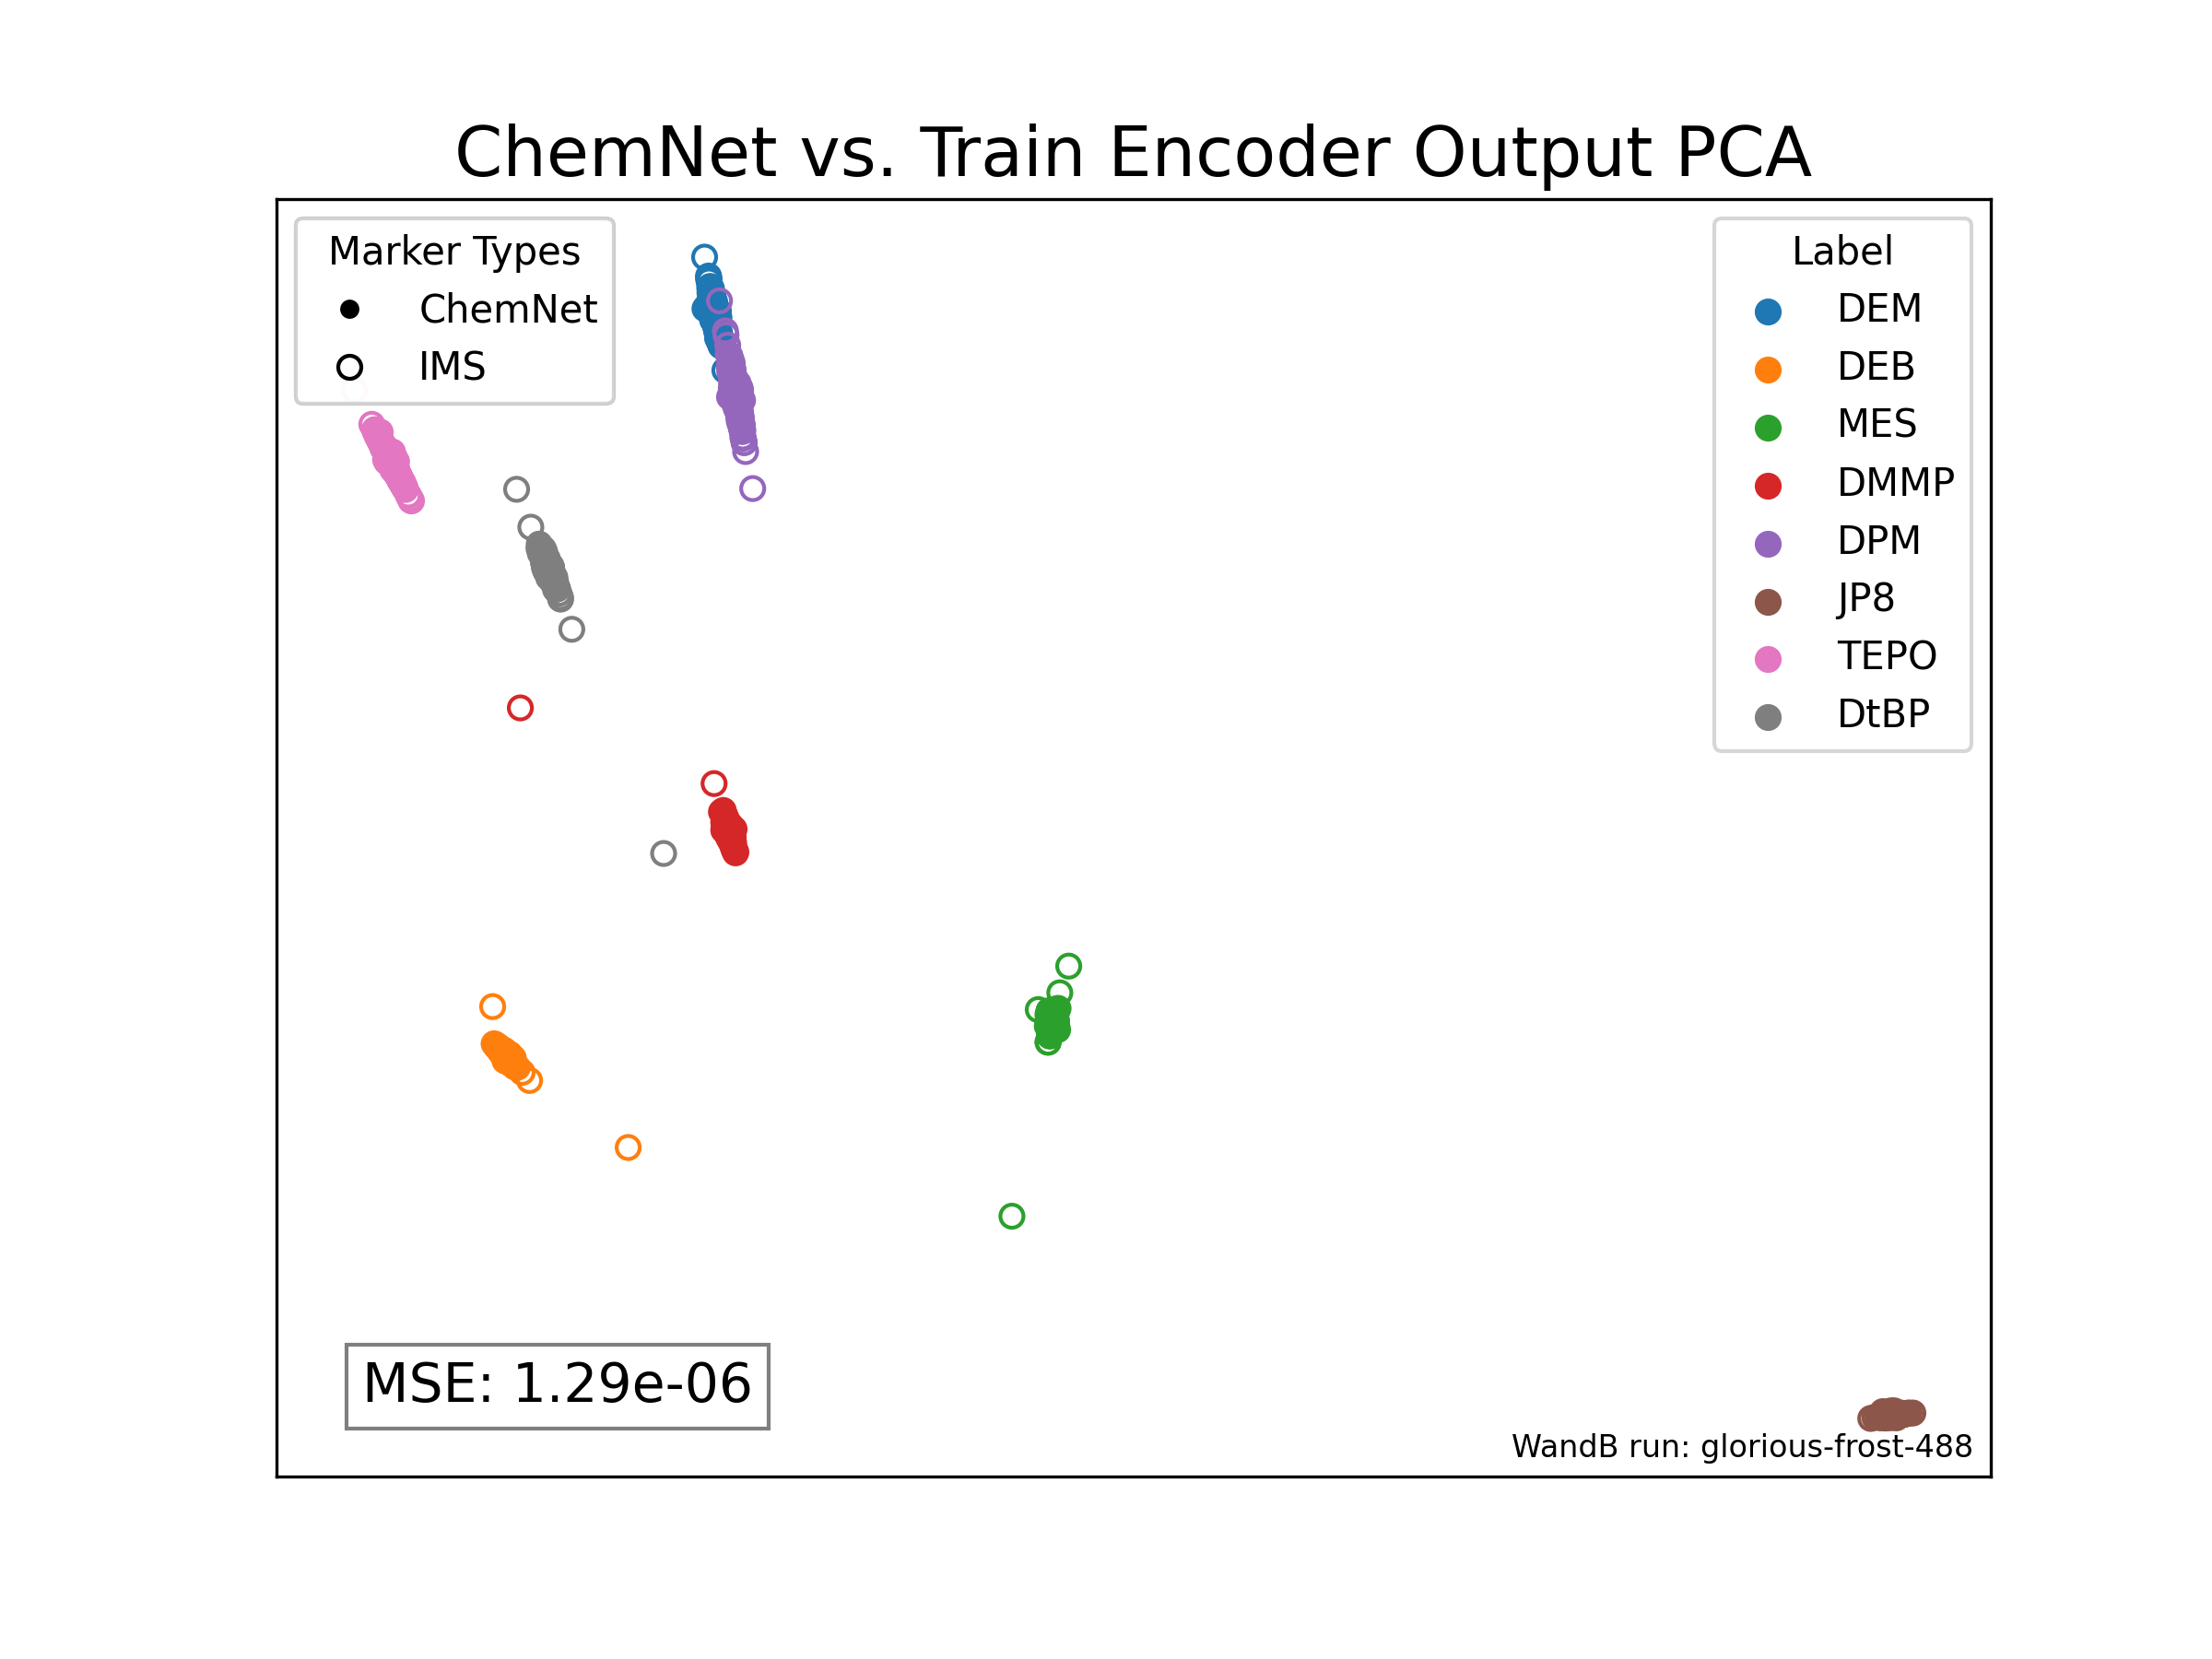 ChemNet vs. Train Encoder Output PCA
Marker Types
ChemNet
IMS
Label
DEM
DEB
MES
DMMP
DPM
JP8
TEPO
DtBP
MSE: 1.29e-06
WandB run: glorious-frost-488